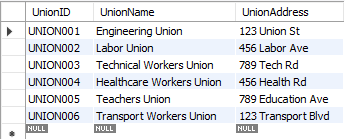 UnionID UnionName UnionAddress
UNION001 Engineering Union 123 Union St
UNION002 Labor Union 456 Labor Ave
UNION003 Technical Workers Union 789 Tech Rd
UNION004 Healthcare Workers Union 456 Health Rd
UNION005 Teachers Union 789 Education Ave
UNION006 Transport Workers Union 123 Transport Blvd
NULL NULL NULL